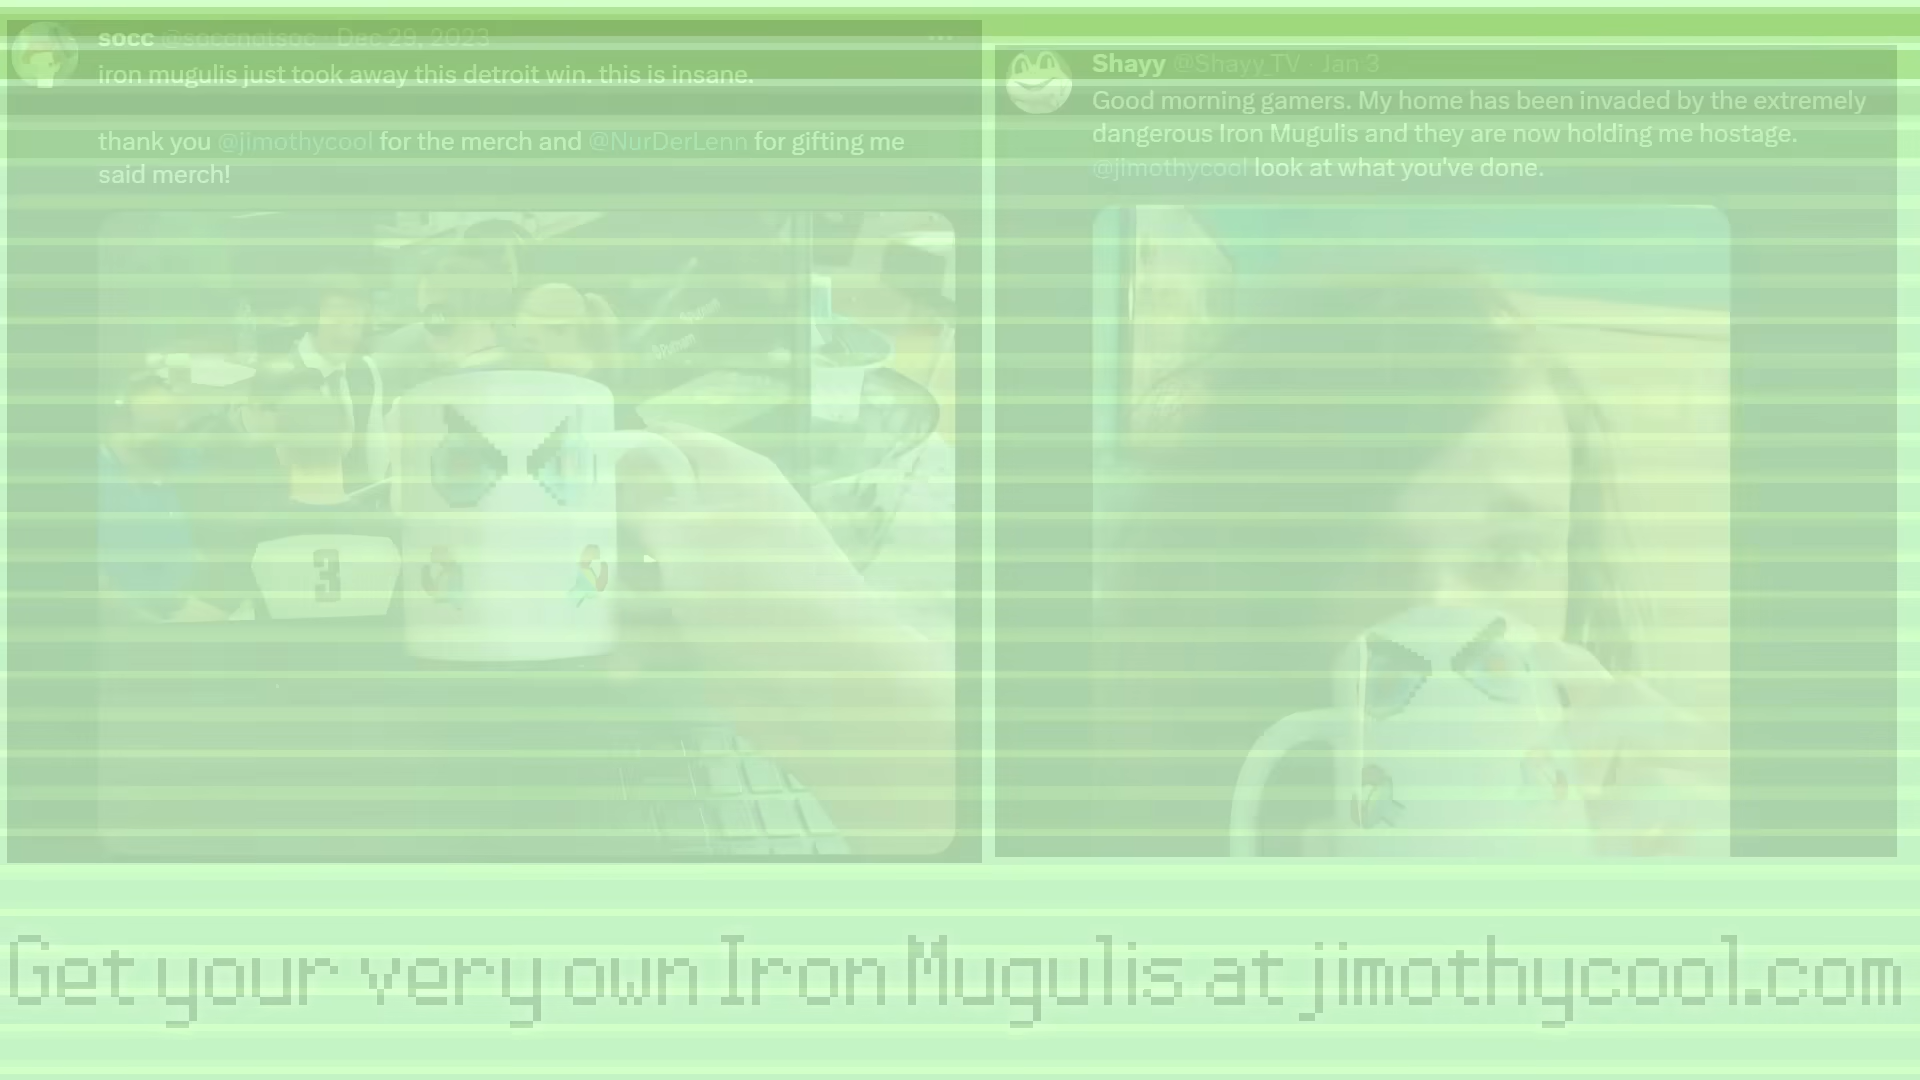 socc @soccnotsoc · Dec 29, 2023
iron mugulis just took away this detroit win. this is insane.
thank you @jimothycool for the merch and @NurDerLenn for gifting me
said merch!
Shayy @Shayy_TV · Jan 3
Good morning gamers. My home has been invaded by the extremely
dangerous Iron Mugulis and they are now holding me hostage.
@jimothycool look at what you've done.
3
Get your very own Iron Mugulis at jimothycool.com